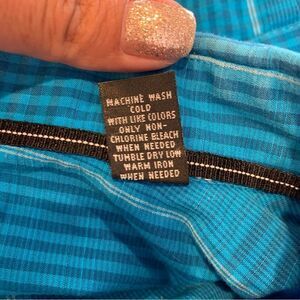 MACHINE WASH
COLD
WITH LIKE COLORS
ONLY NON-
CHLORINE BLEACH
WHEN NEEDED
TUMBLE DRY LOW
WARM IRON
WHEN NEEDED